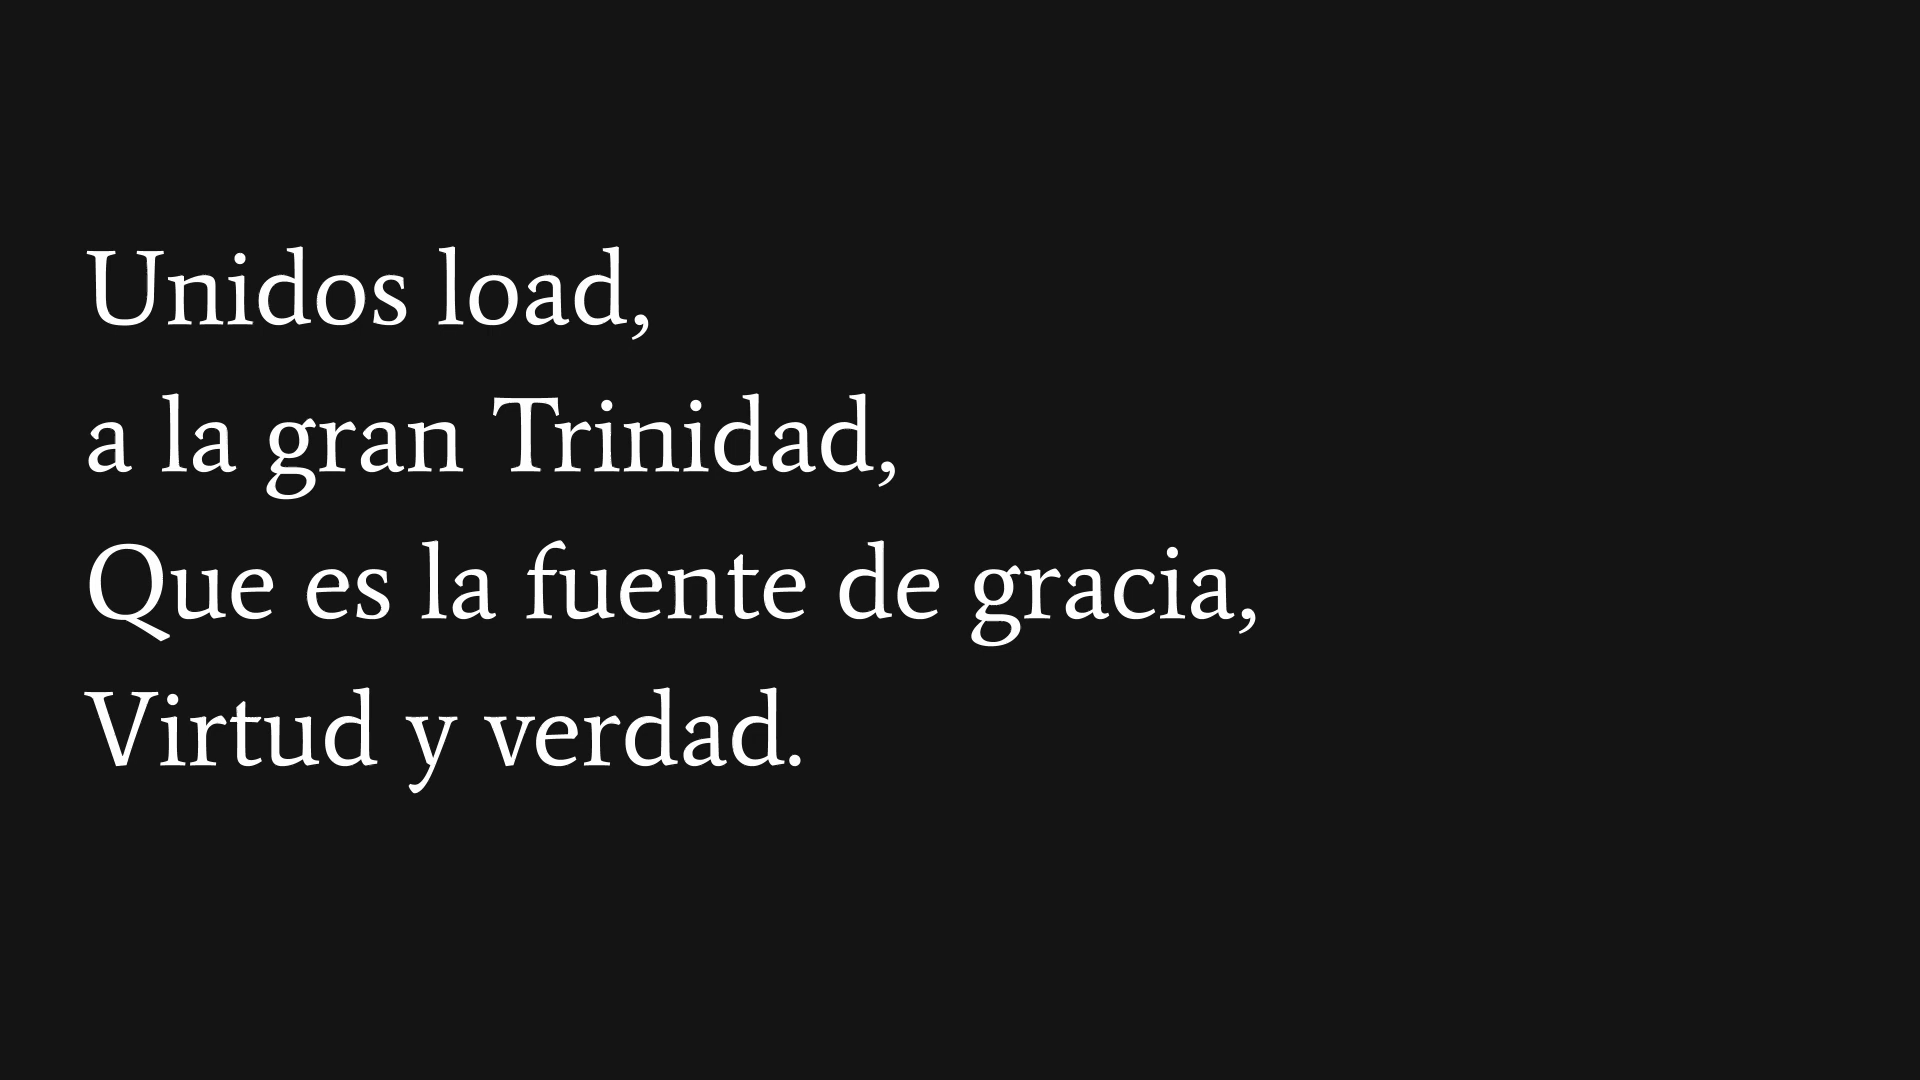 Unidos load,
a la gran Trinidad,
Que es la fuente de gracia,
Virtud y verdad.